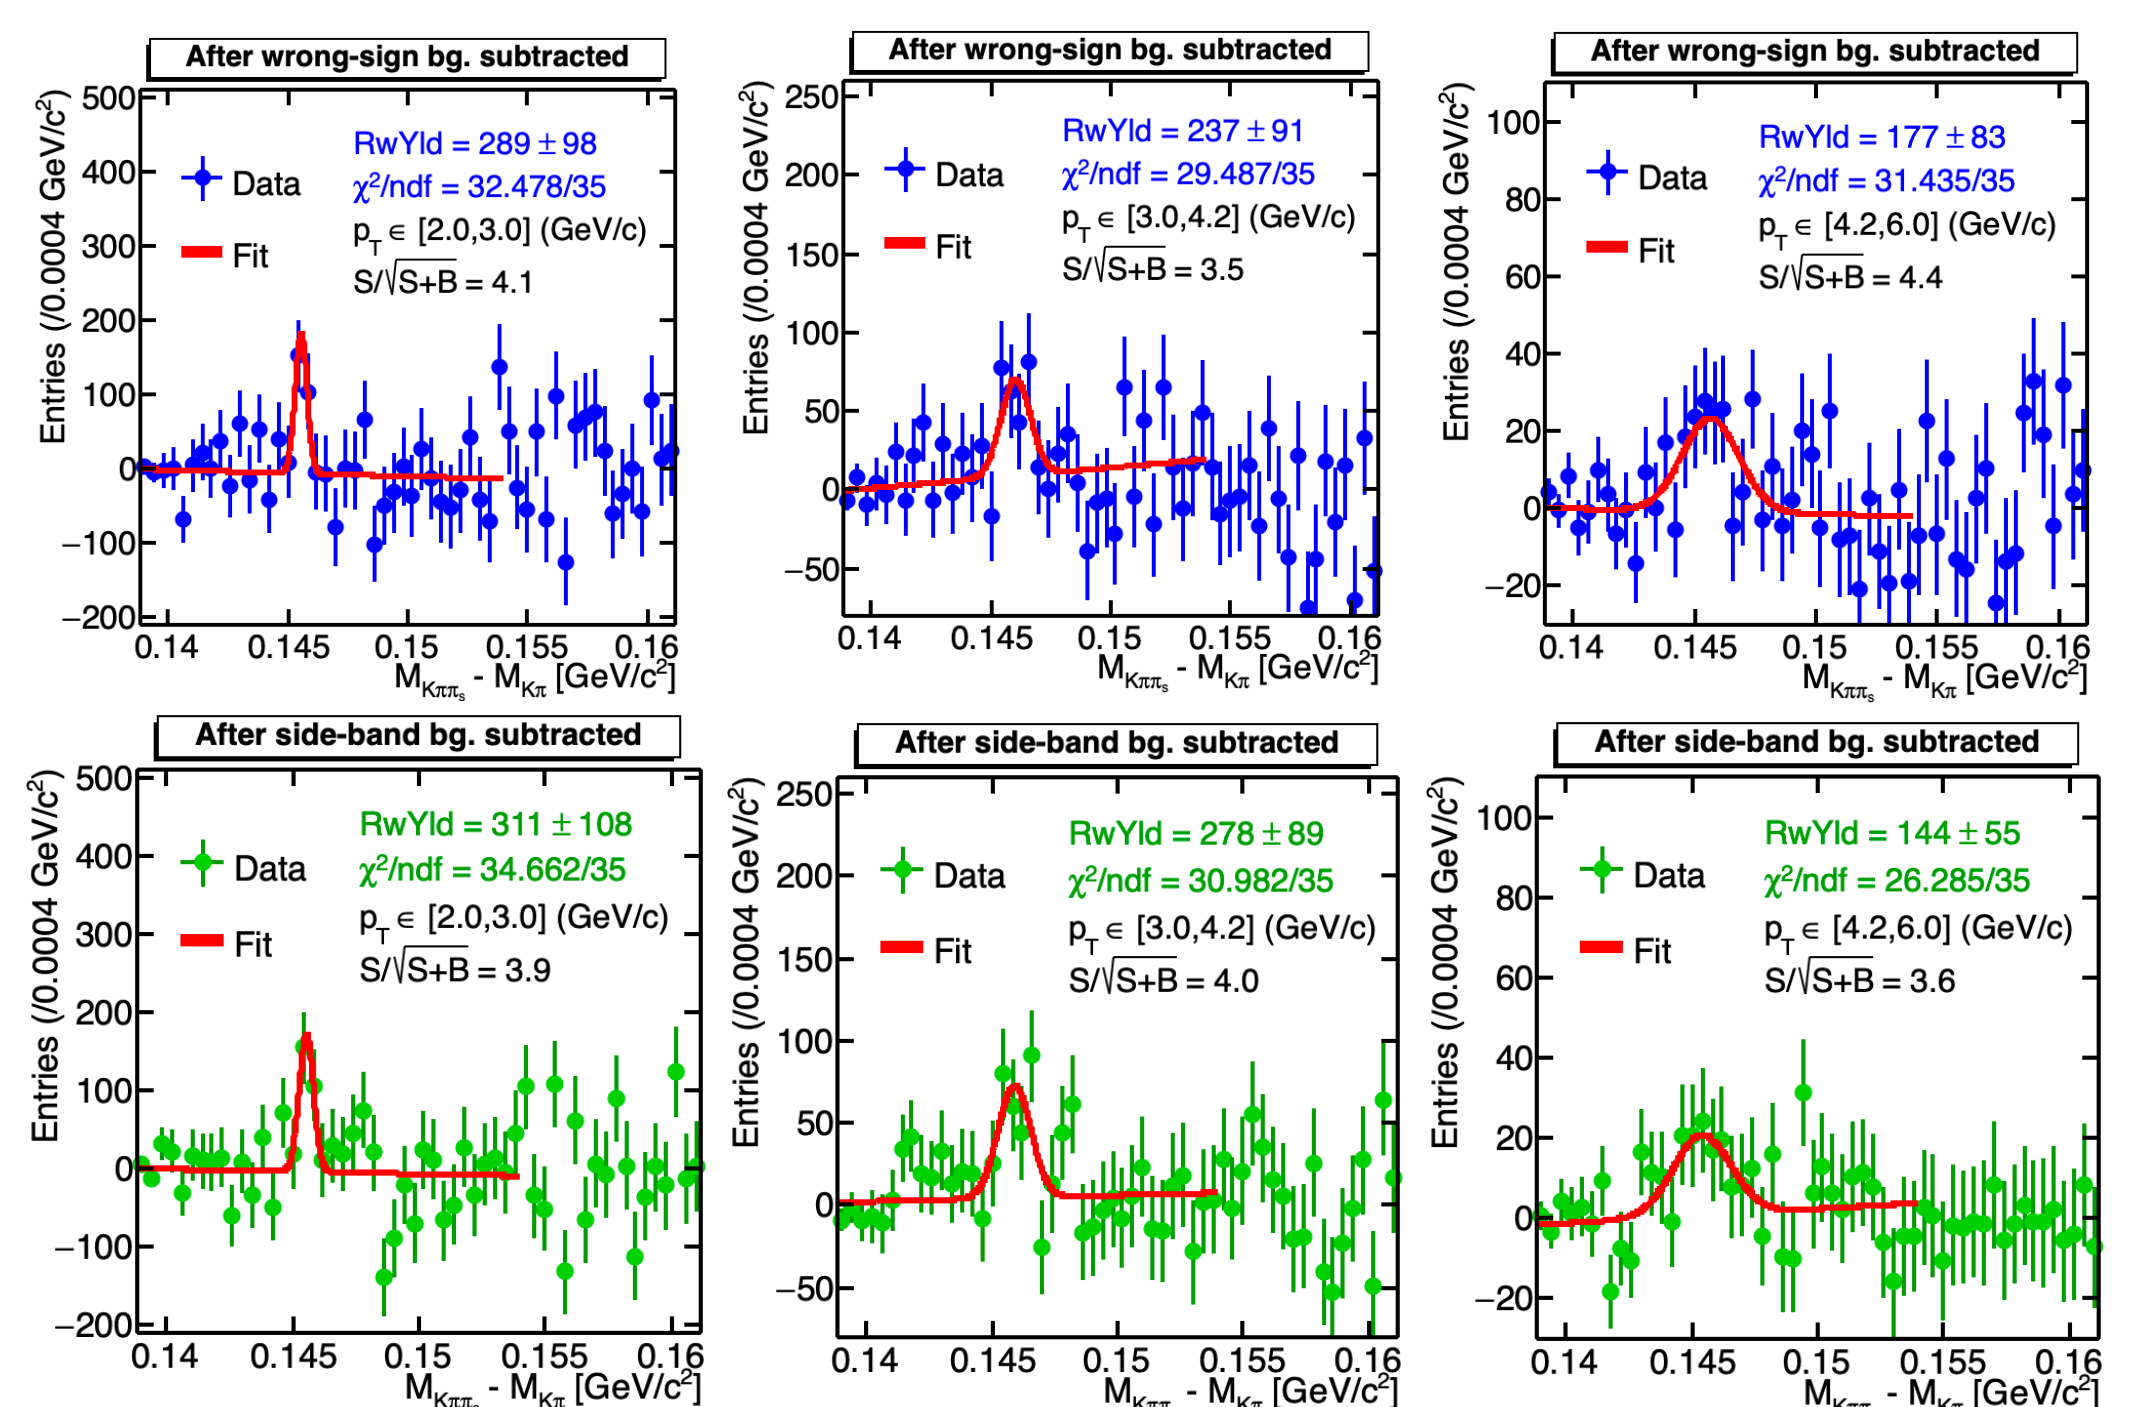 After wrong-sign bg. subtracted
Entries (/0.0004 GeV/c²)
500
400
300
200
100
0
−100
−200
Data
Fit
RwYld = 289 ± 98
χ²/ndf = 32.478/35
p_T ∈ [2.0,3.0] (GeV/c)
S/√S+B = 4.1
0.14 0.145 0.15 0.155 0.16
M_Kππ_s - M_Kπ [GeV/c²]
After wrong-sign bg. subtracted
Entries (/0.0004 GeV/c²)
250
200
150
100
50
0
−50
Data
Fit
RwYld = 237 ± 91
χ²/ndf = 29.487/35
p_T ∈ [3.0,4.2] (GeV/c)
S/√S+B = 3.5
0.14 0.145 0.15 0.155 0.16
M_Kππ_s - M_Kπ [GeV/c²]
After wrong-sign bg. subtracted
Entries (/0.0004 GeV/c²)
100
80
60
40
20
0
−20
Data
Fit
RwYld = 177 ± 83
χ²/ndf = 31.435/35
p_T ∈ [4.2,6.0] (GeV/c)
S/√S+B = 4.4
0.14 0.145 0.15 0.155 0.16
M_Kππ_s - M_Kπ [GeV/c²]
After side-band bg. subtracted
Entries (/0.0004 GeV/c²)
500
400
300
200
100
0
−100
−200
Data
Fit
RwYld = 311 ± 108
χ²/ndf = 34.662/35
p_T ∈ [2.0,3.0] (GeV/c)
S/√S+B = 3.9
0.14 0.145 0.15 0.155 0.16
M_Kππ_s - M_Kπ [GeV/c²]
After side-band bg. subtracted
Entries (/0.0004 GeV/c²)
250
200
150
100
50
0
−50
Data
Fit
RwYld = 278 ± 89
χ²/ndf = 30.982/35
p_T ∈ [3.0,4.2] (GeV/c)
S/√S+B = 4.0
0.14 0.145 0.15 0.155 0.16
M_Kππ - M_Kπ [GeV/c²]
After side-band bg. subtracted
Entries (/0.0004 GeV/c²)
100
80
60
40
20
0
−20
Data
Fit
RwYld = 144 ± 55
χ²/ndf = 26.285/35
p_T ∈ [4.2,6.0] (GeV/c)
S/√S+B = 3.6
0.14 0.145 0.15 0.155 0.16
M_Kππ - M_Kπ [GeV/c²]